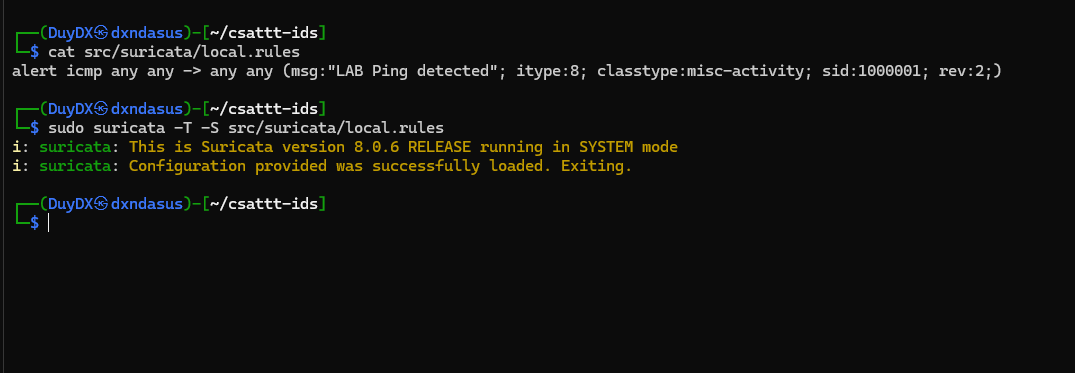 ┌──(DuyDX㉿dxndasus)-[~/csattt-ids]
└─$ cat src/suricata/local.rules
alert icmp any any -> any any (msg:"LAB Ping detected"; itype:8; classtype:misc-activity; sid:1000001; rev:2;)
┌──(DuyDX㉿dxndasus)-[~/csattt-ids]
└─$ sudo suricata -T -S src/suricata/local.rules
i: suricata: This is Suricata version 8.0.6 RELEASE running in SYSTEM mode
i: suricata: Configuration provided was successfully loaded. Exiting.
┌──(DuyDX㉿dxndasus)-[~/csattt-ids]
└─$